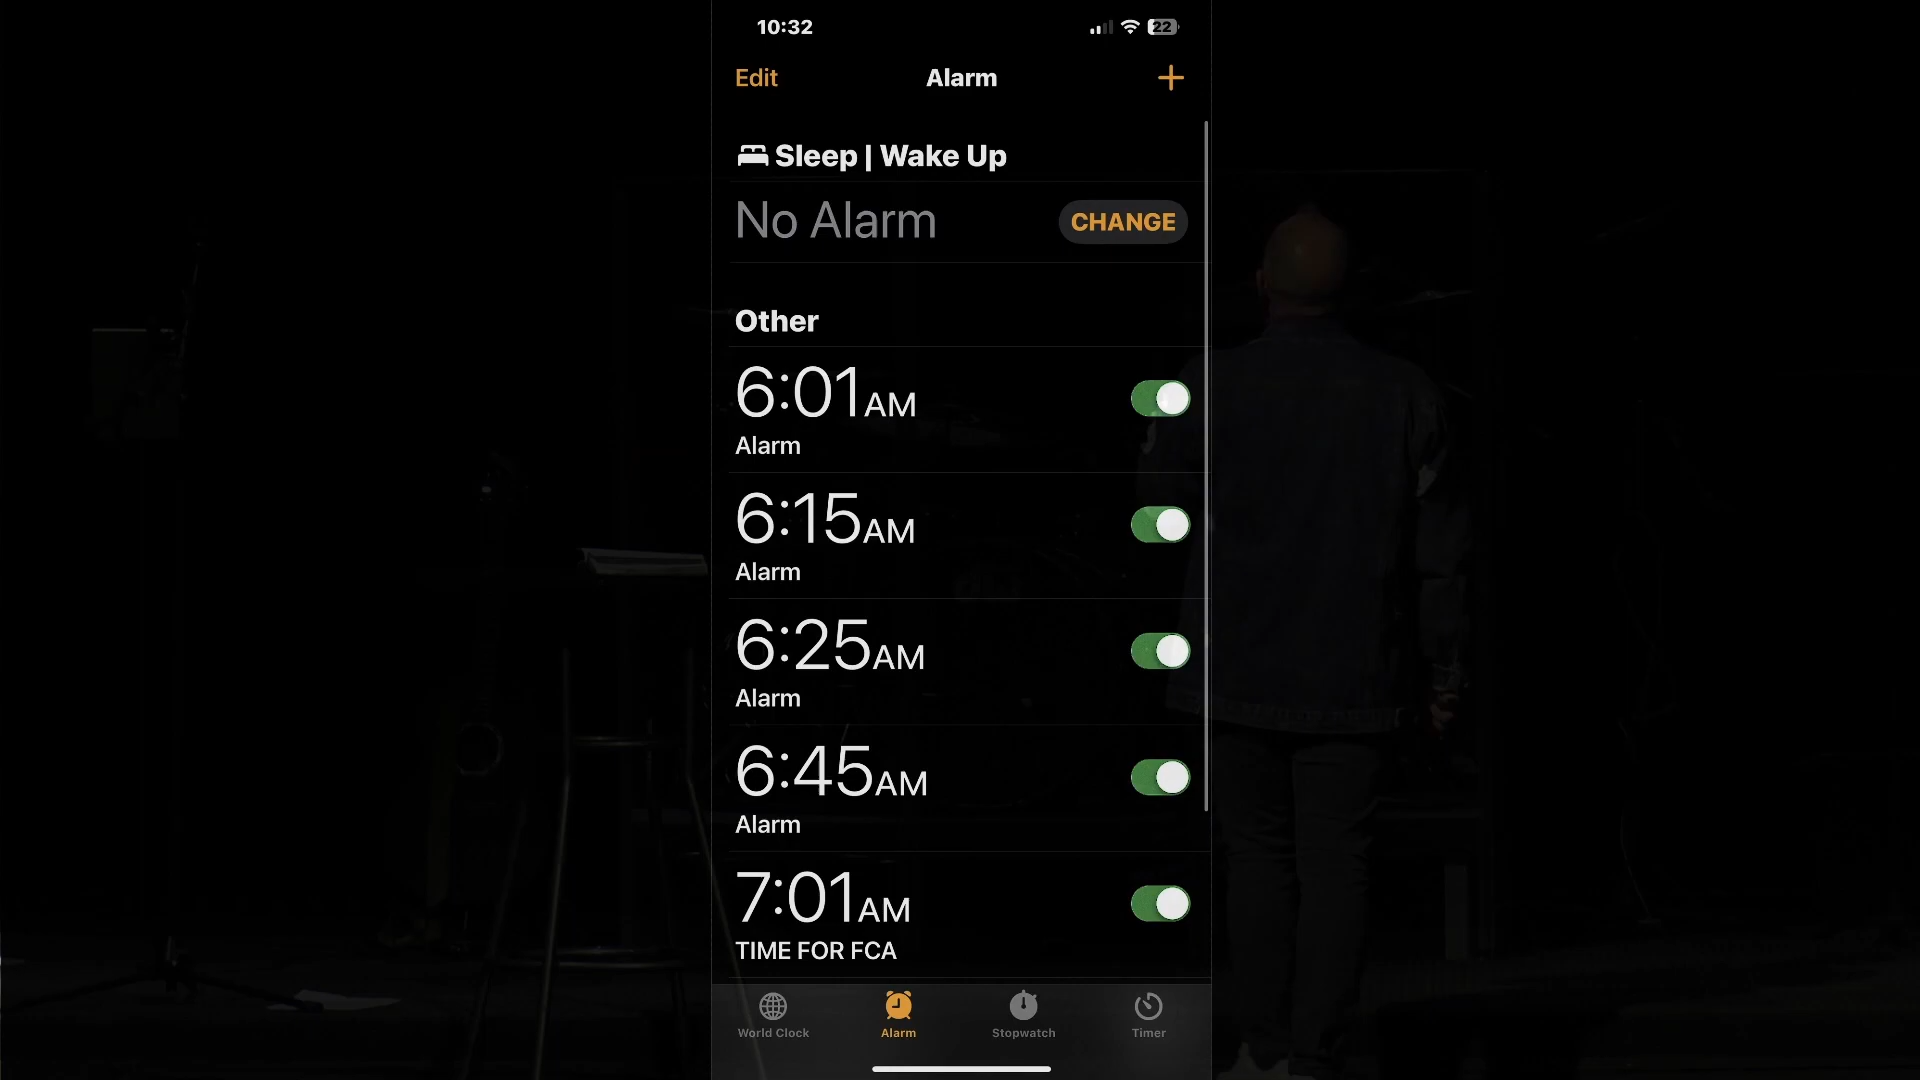 10:32
22
Edit
Alarm
Sleep | Wake Up
No Alarm
CHANGE
Other
6:01AM
Alarm
6:15AM
Alarm
6:25AM
Alarm
6:45AM
Alarm
7:01AM
TIME FOR FCA
World Clock
Alarm
Stopwatch
Timer